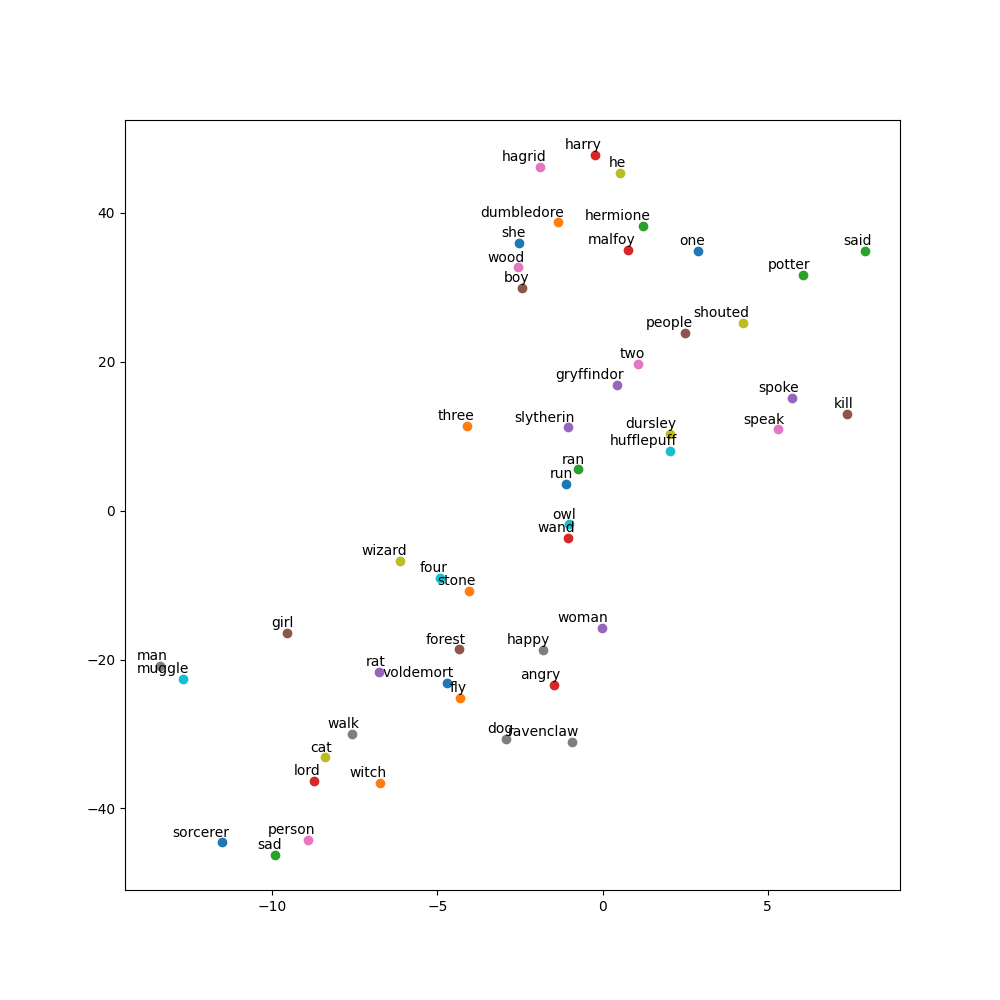 harry
hagrid
he
dumbledore
hermione
40
she
malfoy
one
said
wood
potter
boy
shouted
people
two
20
gryffindor
spoke
kill
three
slytherin
speak
dursley
hufflepuff
ran
run
0
owl
wand
wizard
four
stone
woman
girl
forest
happy
man
−20
muggle
rat
voldemort
angry
fly
walk
dog
ravenclaw
cat
lord
witch
−40
sorcerer
person
sad
−10
−5
0
5